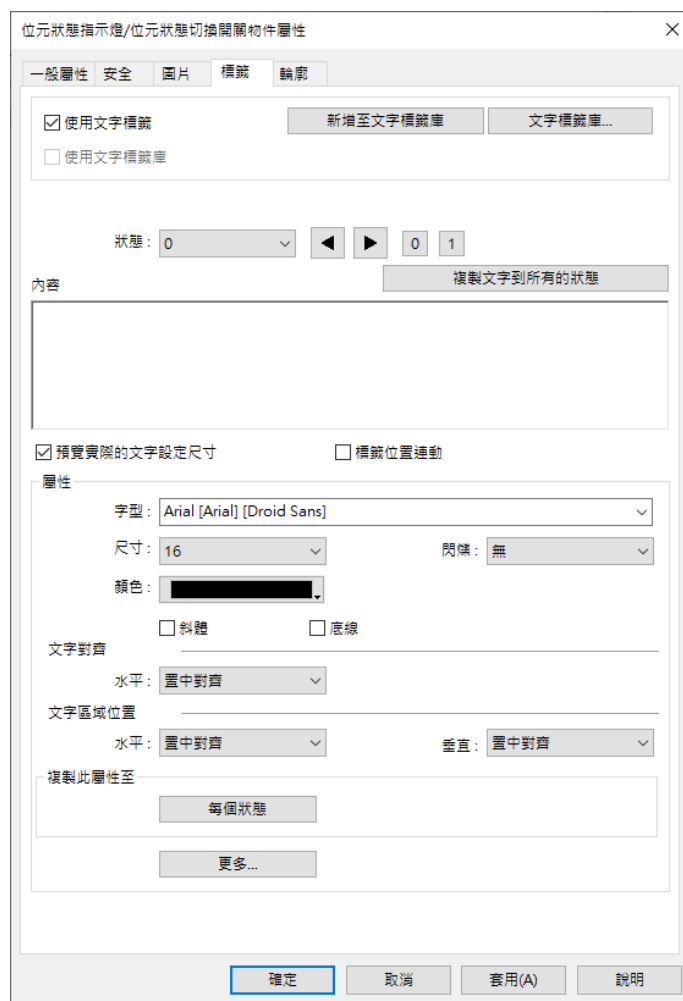 位元狀態指示燈/位元狀態切換開關物件屬性
一般屬性 安全 圖片 標籤 輪廓
使用文字標籤 新增至文字標籤庫 文字標籤庫...
使用文字標籤庫
狀態 : 0 0 1
複製文字到所有的狀態
內容
預覽實際的文字設定尺寸 標籤位置連動
屬性
字型 : Arial [Arial] [Droid Sans]
尺寸 : 16 閃爍 : 無
顏色 :
斜體 底線
文字對齊
水平 : 置中對齊
文字區域位置
水平 : 置中對齊 垂直 : 置中對齊
複製此屬性至
每個狀態
更多...
確定 取消 套用(A) 說明